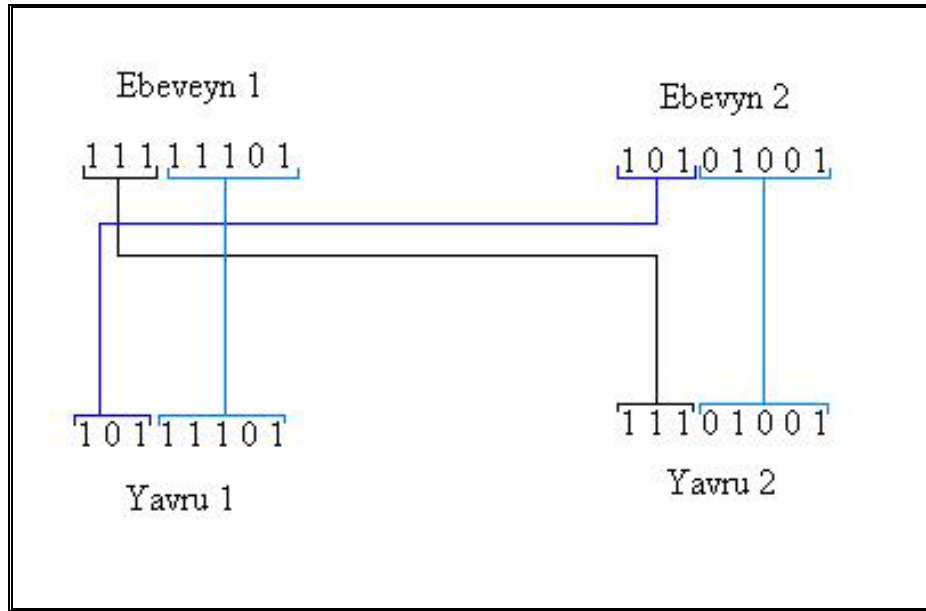 Ebeveyn 1
Ebevyn 2
1 1 1 1 1 1 0 1
1 0 1 0 1 0 0 1
1 0 1 1 1 1 0 1
1 1 1 0 1 0 0 1
Yavru 1
Yavru 2